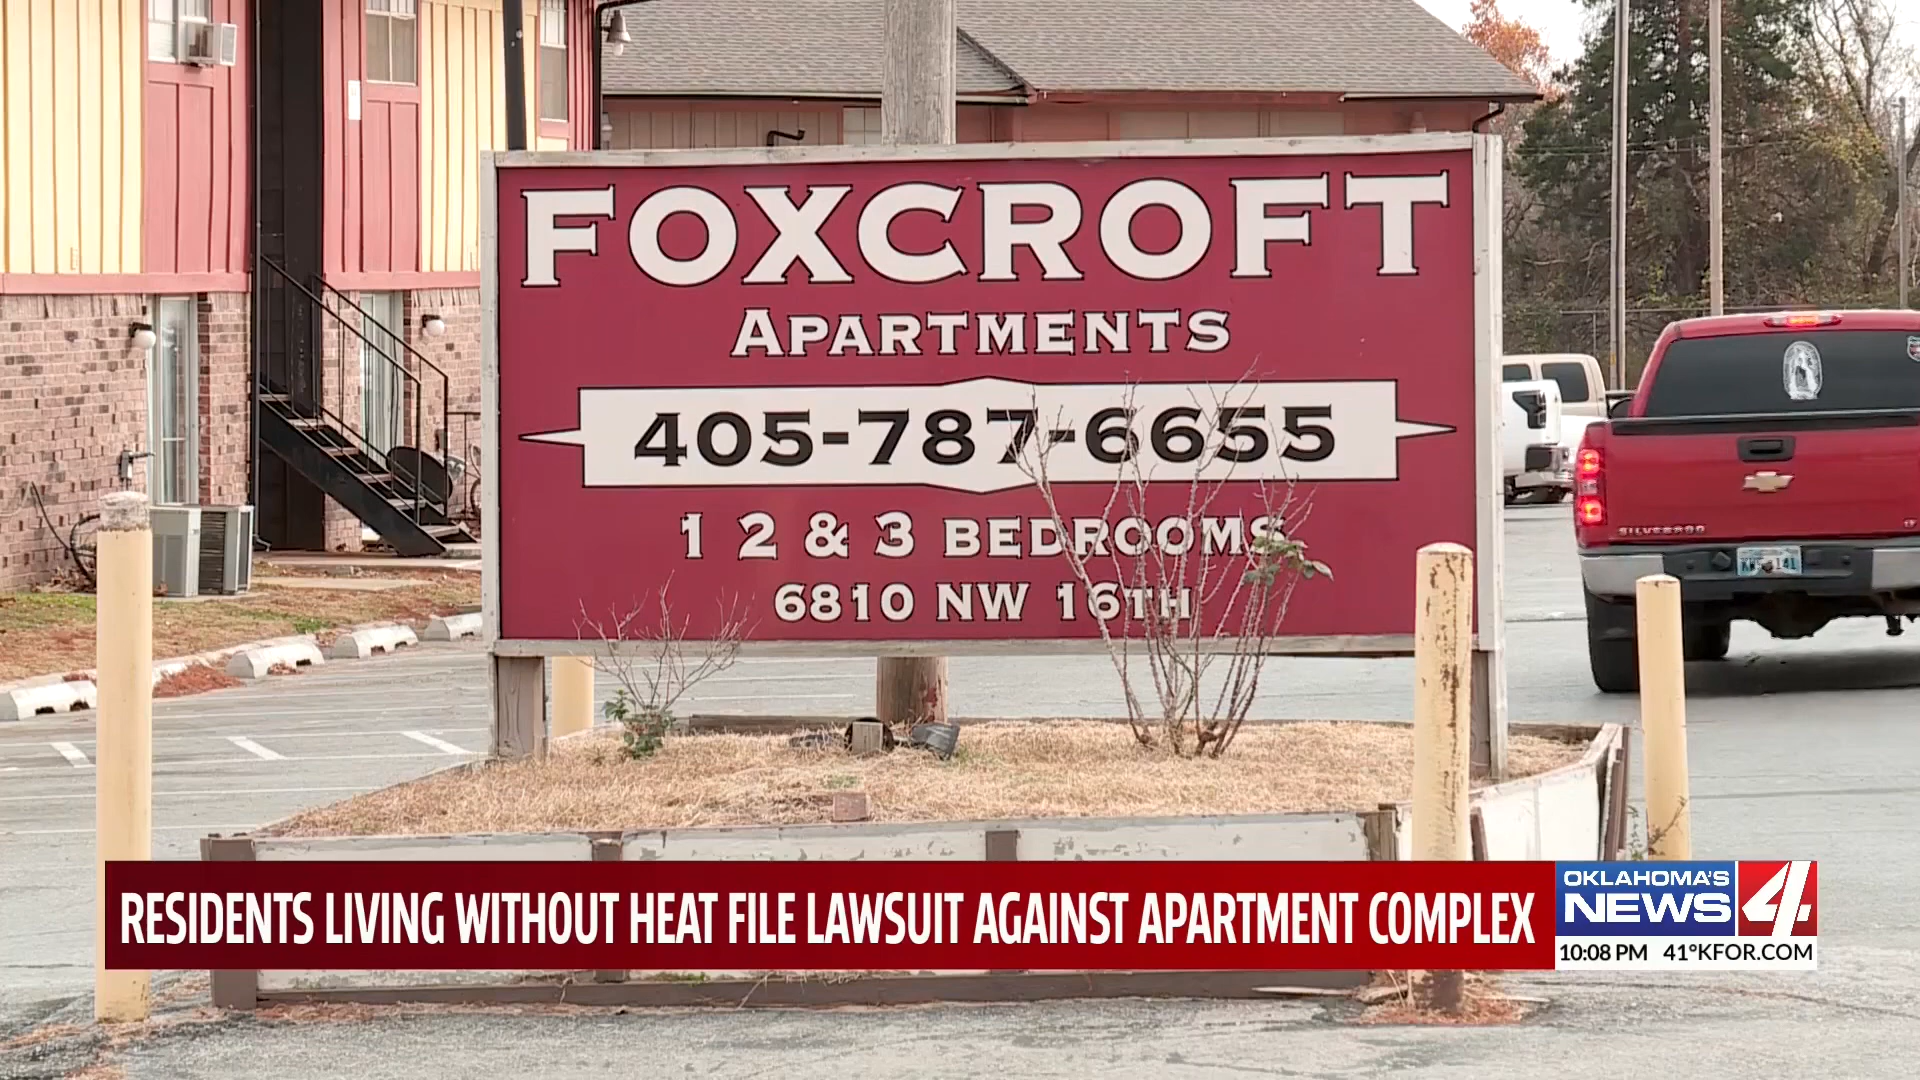 FOXCROFT
APARTMENTS
405-787-6655
1 2 & 3 BEDROOMS
6810 NW 16TH
SILVERADO
LT
RESIDENTS LIVING WITHOUT HEAT FILE LAWSUIT AGAINST APARTMENT COMPLEX
OKLAHOMA'S
NEWS 4
10:08 PM 41° KFOR.COM